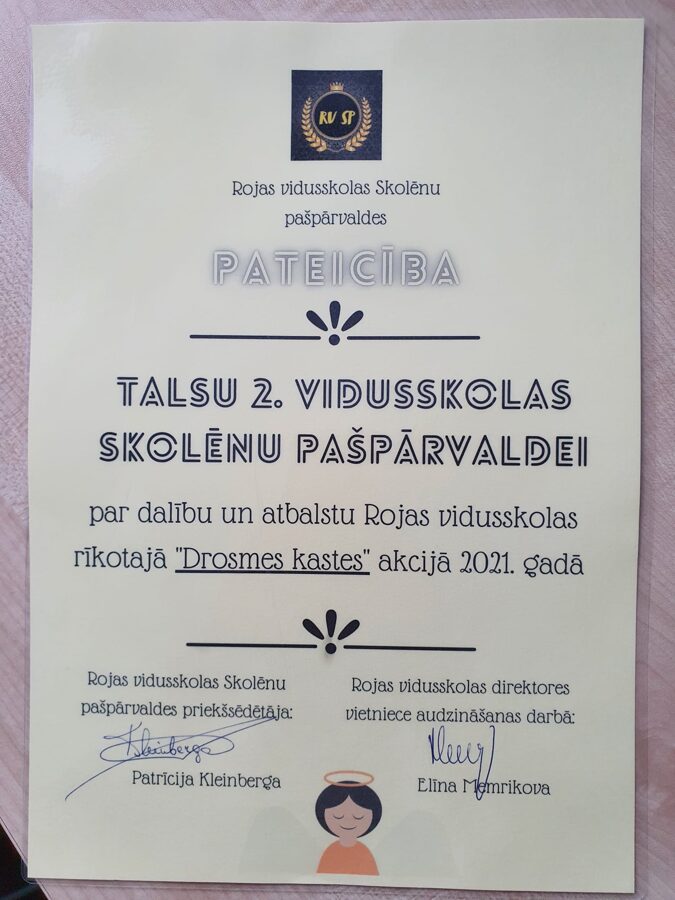 RV SP
Rojas vidusskolas Skolēnu
pašpārvaldes
PATEICĪBA
TALSU 2. VIDUSSKOLAS
SKOLĒNU PAŠPĀRVALDEI
par dalību un atbalstu Rojas vidusskolas
rīkotajā "Drosmes kastes" akcijā 2021. gadā
Rojas vidusskolas Skolēnu
pašpārvaldes priekšsēdētāja:
Kleinberga
Patrīcija Kleinberga
Rojas vidusskolas direktores
vietniece audzināšanas darbā:
Elīna Memrikova